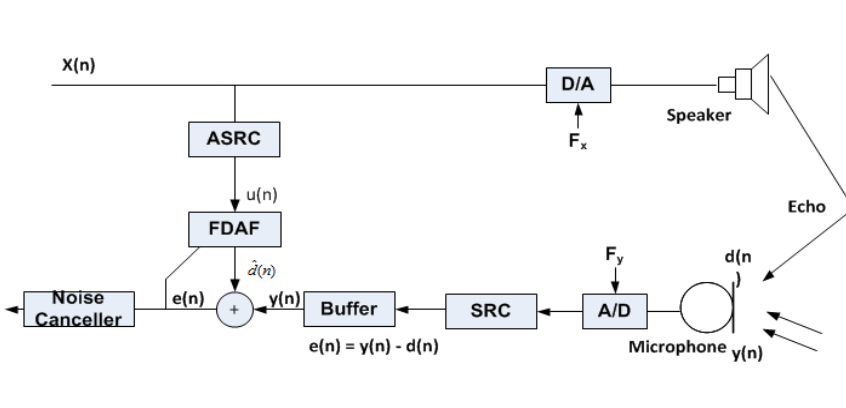 X(n)
D/A
Speaker
Fx
ASRC
u(n)
Echo
FDAF
d̂(n)
Fy
d(n
)
Noise
Canceller
e(n)
+
y(n)
Buffer
SRC
A/D
e(n) = y(n) - d(n)
Microphone
y(n)